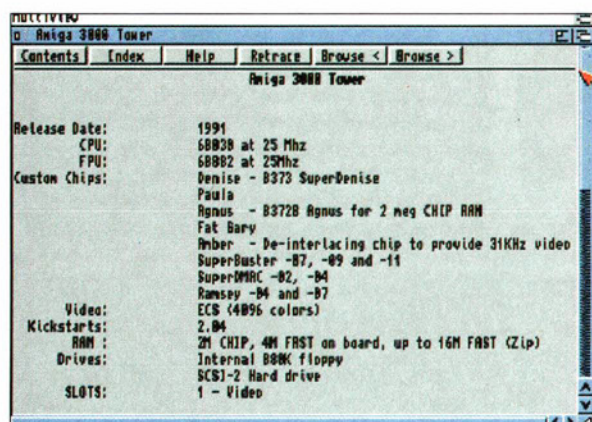 MultiView
Amiga 3000 Tower
Contents Index Help Retrace Browse < Browse >
Amiga 3000 Tower
Release Date: 1991
CPU: 68030 at 25 Mhz
FPU: 68882 at 25Mhz
Custom Chips: Denise - 8373 SuperDenise
Paula
Agnus - 8372B Agnus for 2 meg CHIP RAM
Fat Gary
Amber - De-interlacing chip to provide 31KHz video
SuperBuster -07, -09 and -11
SuperDMAC -02, -04
Ramsey -04 and -07
Video: ECS (4096 colors)
Kickstarts: 2.04
RAM : 2M CHIP, 4M FAST on board, up to 16M FAST (Zip)
Drives: Internal 880K floppy
SCSI-2 Hard drive
SLOTS: 1 - Video